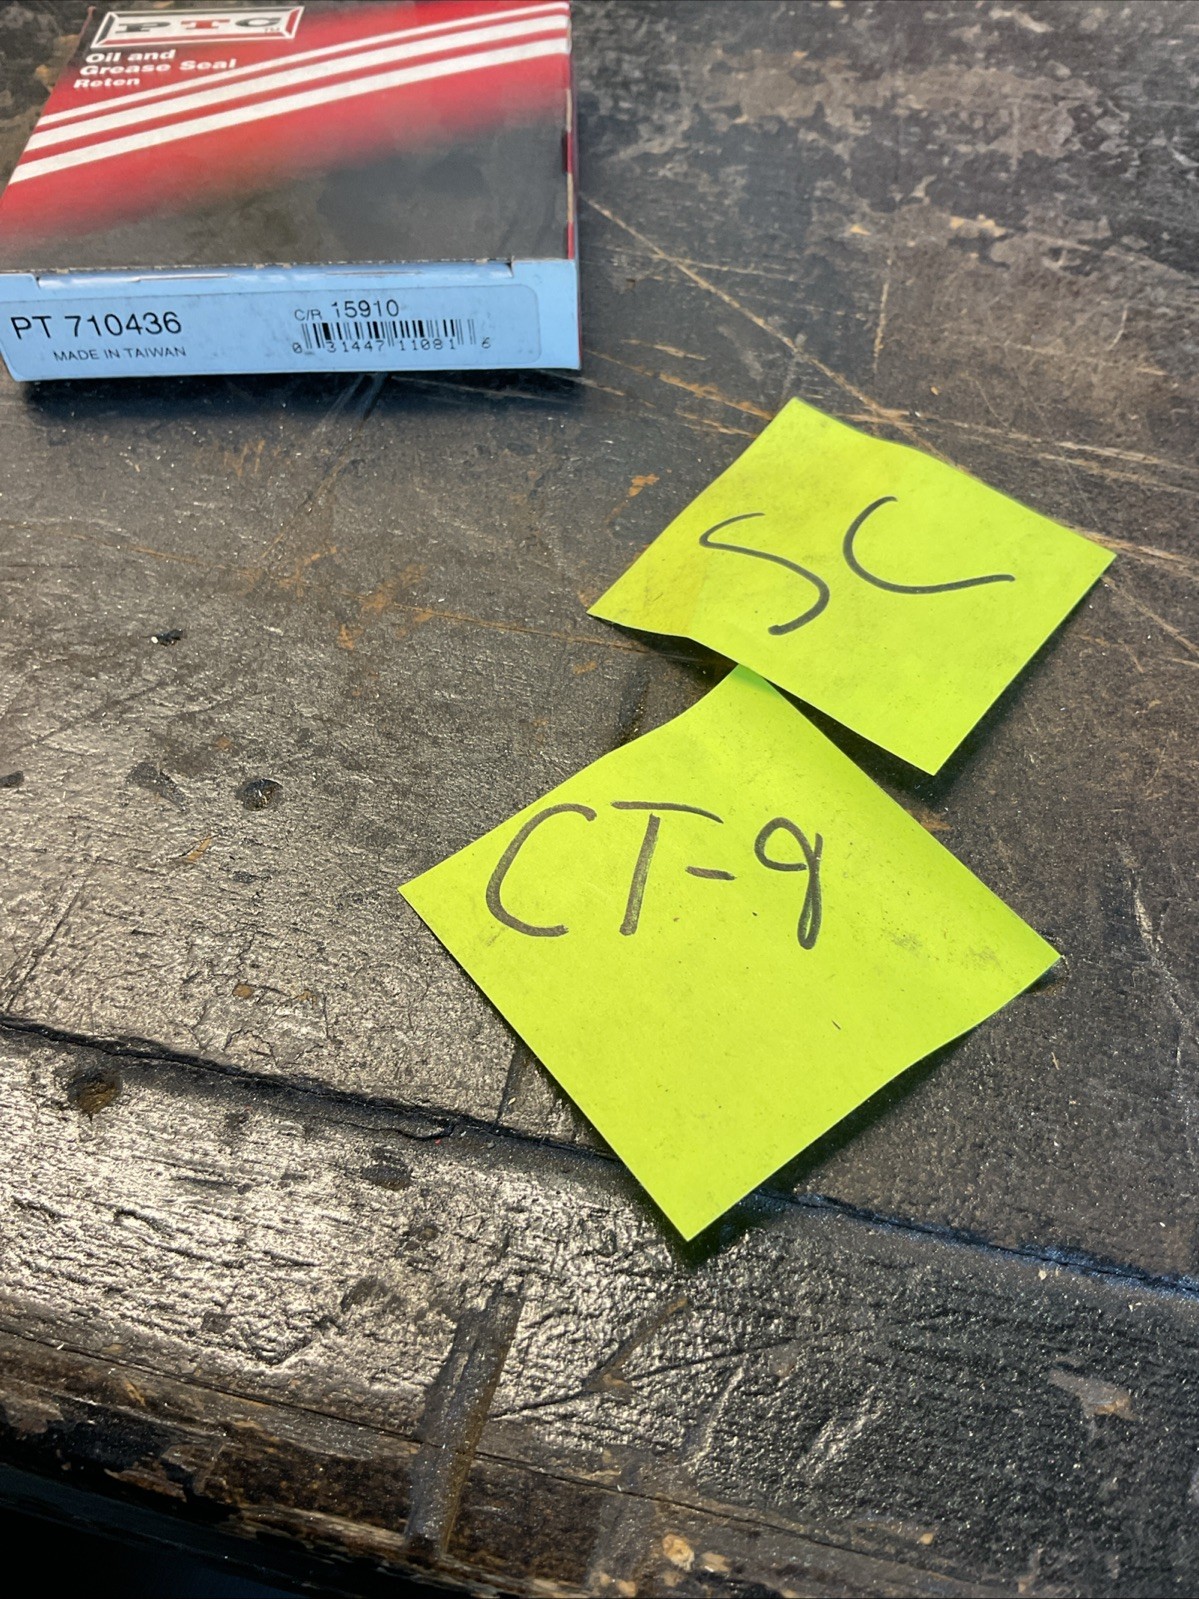 PTC TM
Oil and
Grease Seal
Reten
PT 710436
C/R 15910
MADE IN TAIWAN
0 31447 11081 6
SC
CT-9